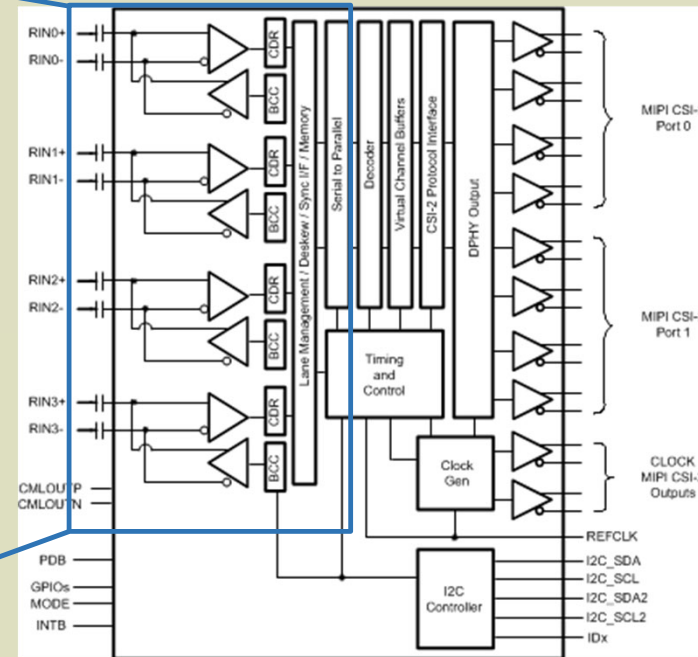 RIN0+
RIN0-
CDR
BCC
RIN1+
RIN1-
CDR
BCC
RIN2+
RIN2-
CDR
BCC
RIN3+
RIN3-
CDR
BCC
CMLOUTP
CMLOUTN
PDB
GPIOs
MODE
INTB
Lane Management / Deskew / Sync I/F / Memory
Serial to Parallel
Decoder
Virtual Channel Buffers
CSI-2 Protocol Interface
DPHY Output
Timing
and
Control
Clock
Gen
I2C
Controller
MIPI CSI-
Port 0
MIPI CSI-
Port 1
CLOCK
MIPI CSI-
Outputs
REFCLK
I2C_SDA
I2C_SCL
I2C_SDA2
I2C_SCL2
IDx